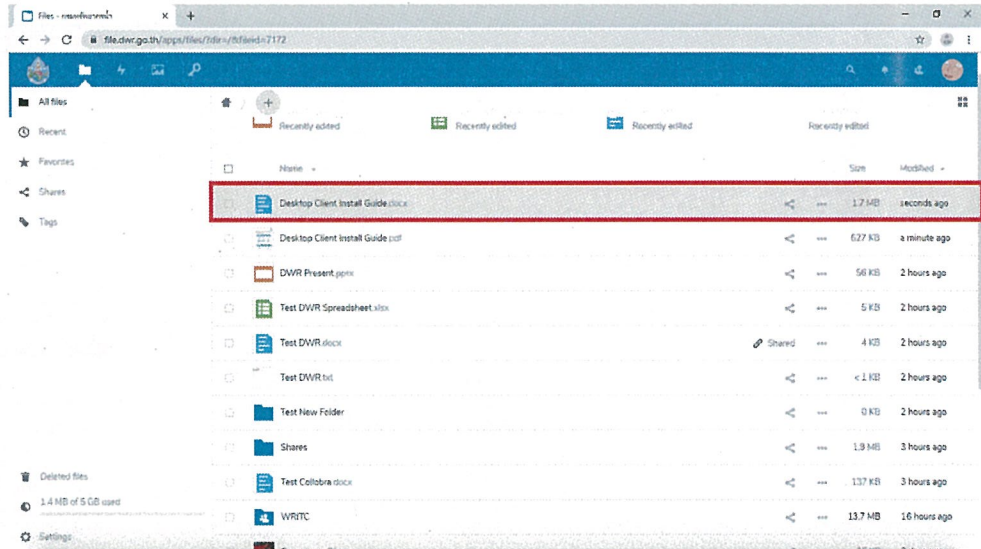 Files - กรมทรัพยากรน้ำ
file.dwr.go.th/apps/files/?dir=/&fileid=7172
All files
Recent
Favorites
Shares
Tags
Recently edited
Recently edited
Recently edited
Recently edited
Name
Size
Modified
Desktop Client Install Guide.docx
1.7 MB
seconds ago
Desktop Client Install Guide.pdf
627 KB
a minute ago
DWR Present.pptx
56 KB
2 hours ago
Test DWR Spreadsheet.xlsx
5 KB
2 hours ago
Test DWR.docx
Shared
4 KB
2 hours ago
Test DWR.txt
< 1 KB
2 hours ago
Test New Folder
0 KB
2 hours ago
Shares
1.9 MB
3 hours ago
Test Collobra.docx
137 KB
3 hours ago
WRITC
13.7 MB
16 hours ago
Deleted files
1.4 MB of 5 GB used
Settings